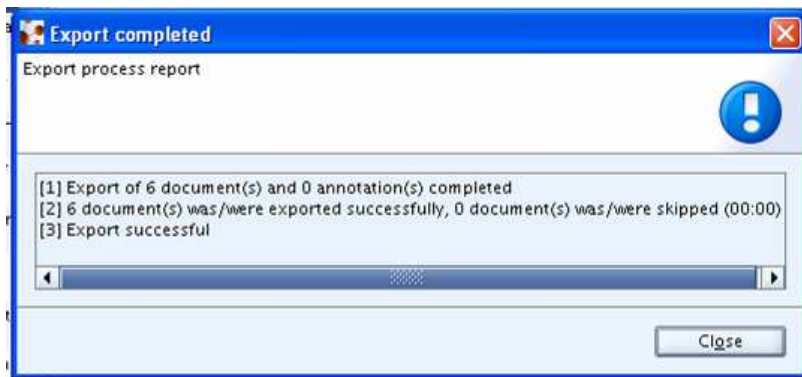 Export completed
Export process report
[1] Export of 6 document(s) and 0 annotation(s) completed
[2] 6 document(s) was/were exported successfully, 0 document(s) was/were skipped (00:00)
[3] Export successful
Close